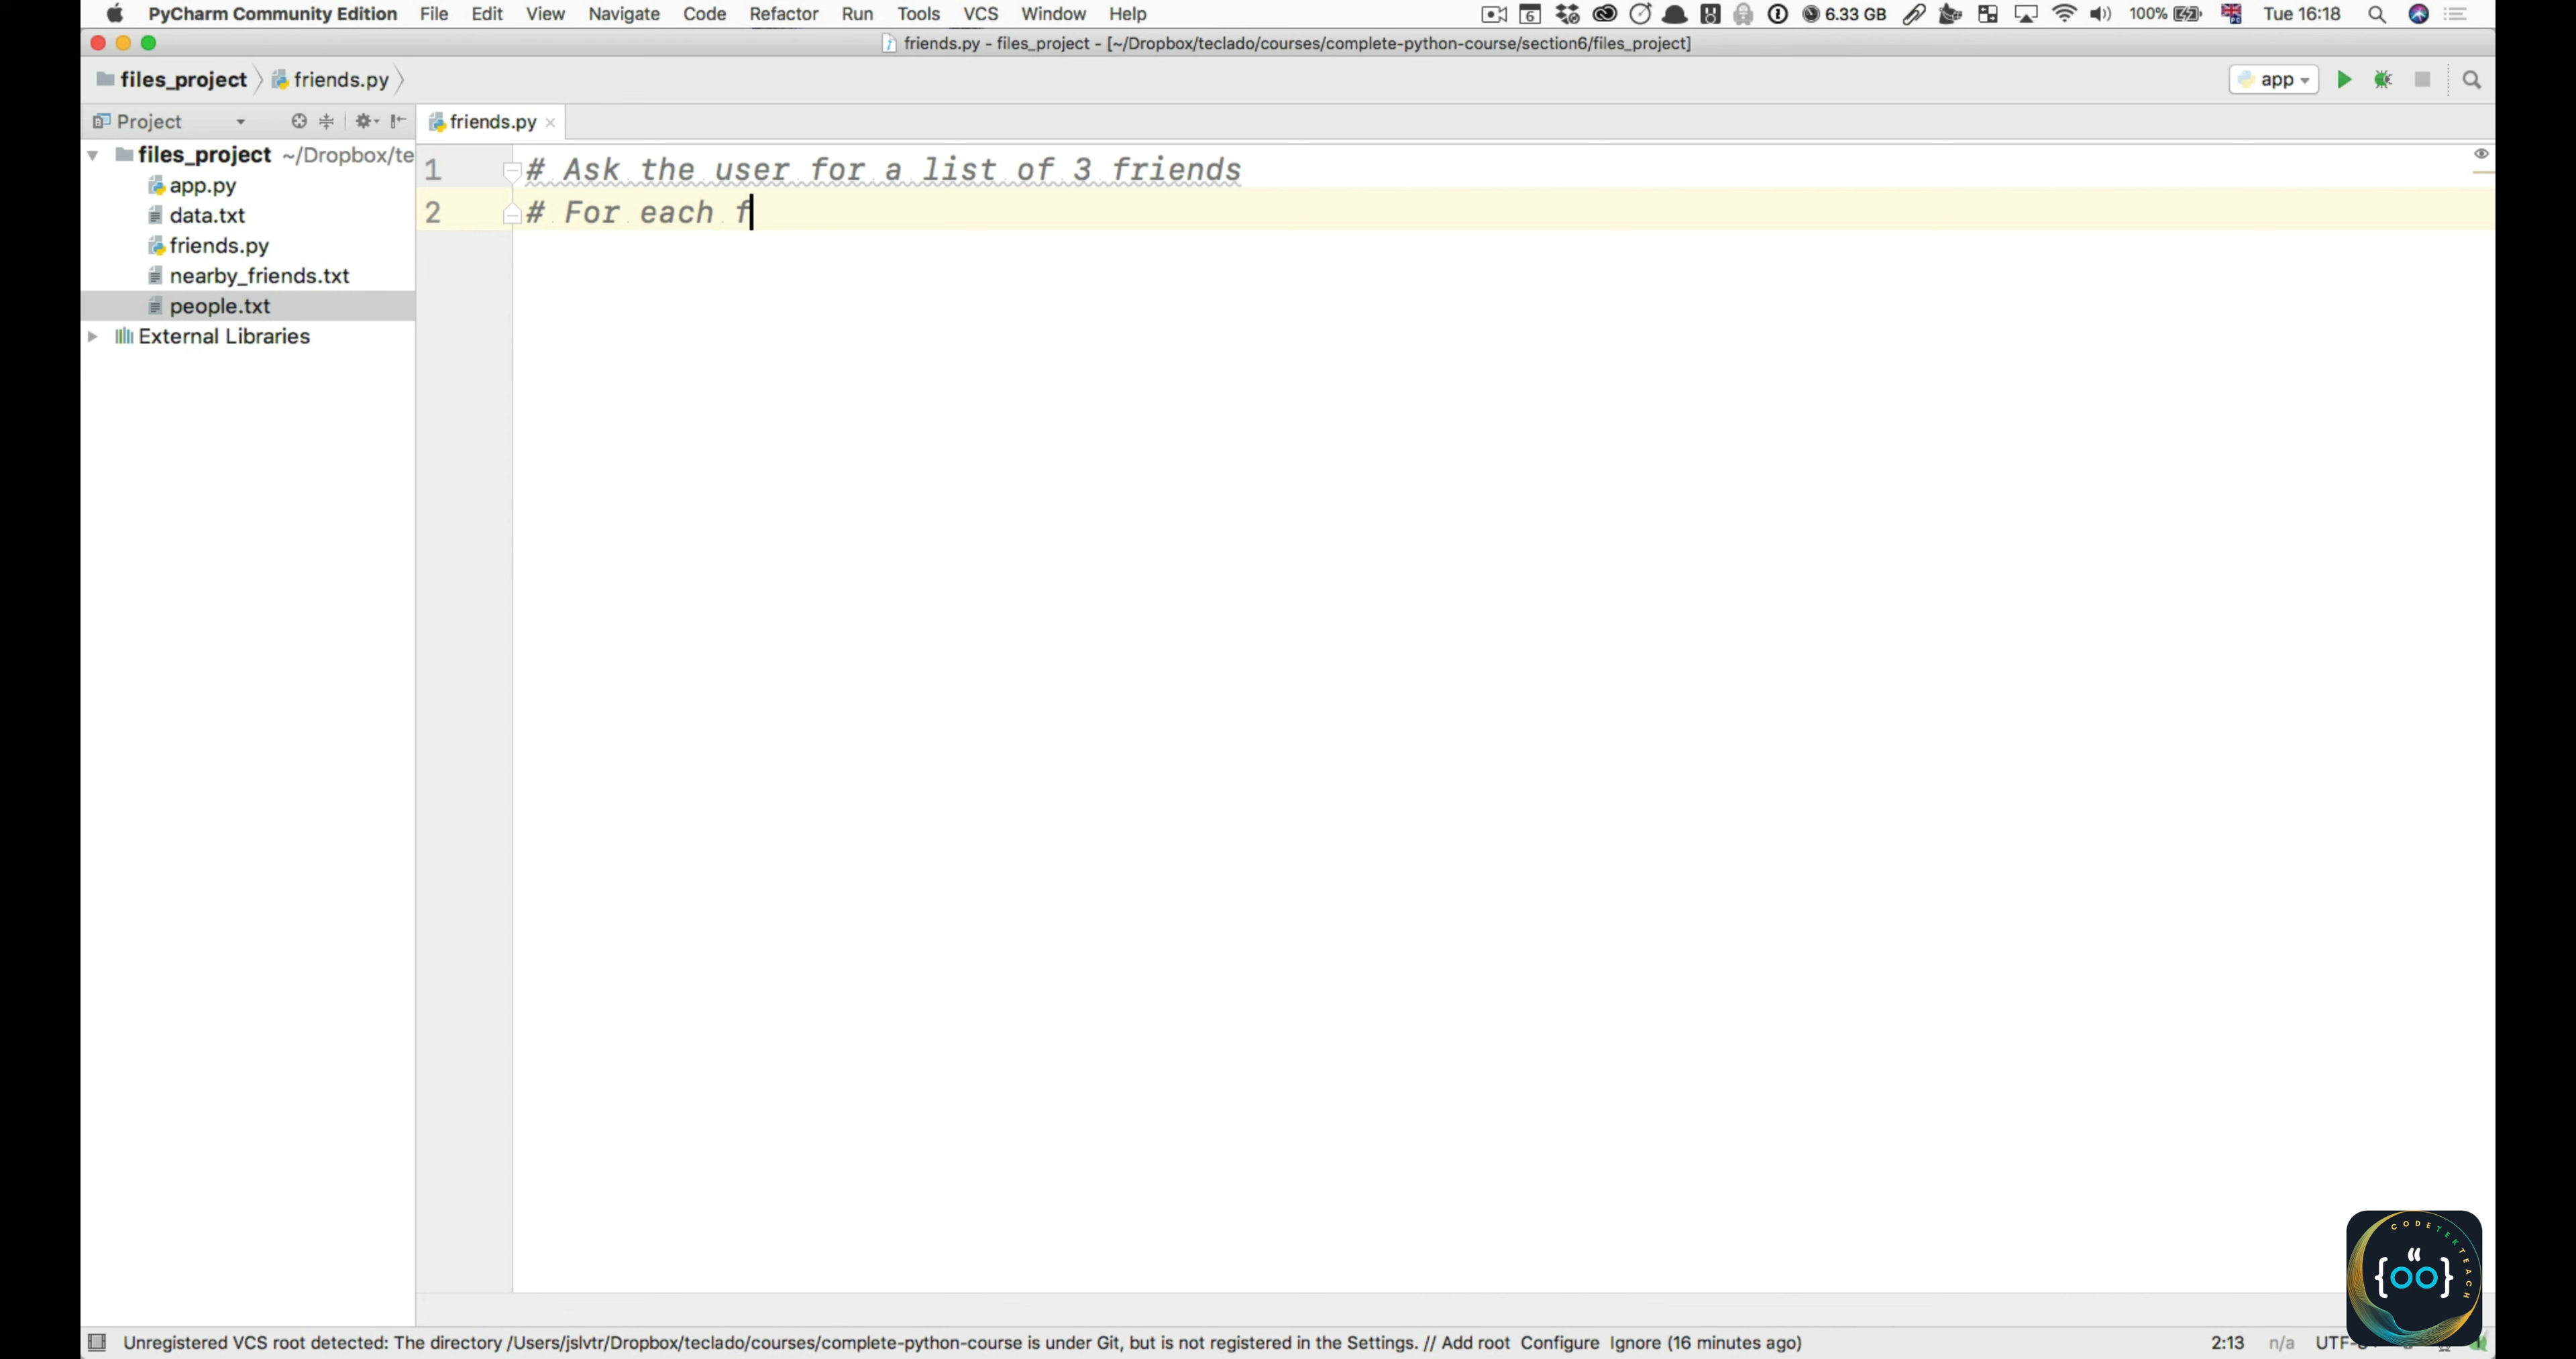 PyCharm Community Edition File Edit View Navigate Code Refactor Run Tools VCS Window Help 6 6.33 GB 100% Tue 16:18
friends.py - files_project - [~/Dropbox/teclado/courses/complete-python-course/section6/files_project]
files_project friends.py app
Project friends.py
files_project ~/Dropbox/te
app.py
data.txt
friends.py
nearby_friends.txt
people.txt
External Libraries
1 # Ask the user for a list of 3 friends
2 # For each f
CODETEKTEACH
{OO}
Unregistered VCS root detected: The directory /Users/jslvtr/Dropbox/teclado/courses/complete-python-course is under Git, but is not registered in the Settings. // Add root Configure Ignore (16 minutes ago) 2:13 n/a